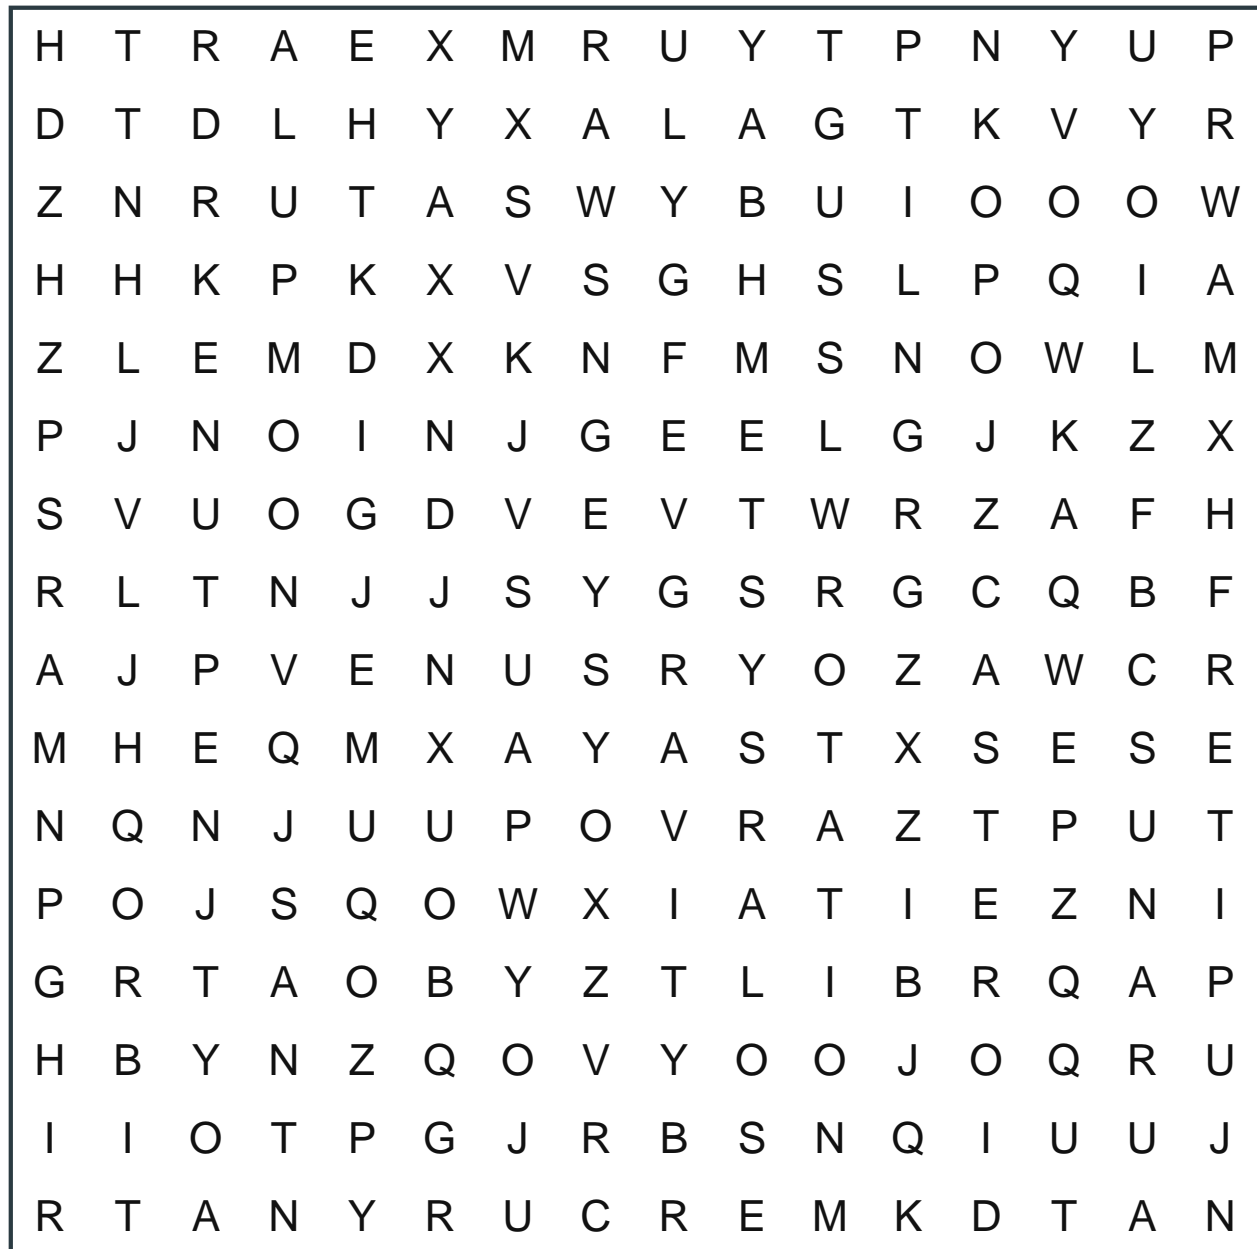 H T R A E X M R U Y T P N Y U P
D T D L H Y X A L A G T K V Y R
Z N R U T A S W Y B U I O O O W
H H K P K X V S G H S L P Q I A
Z L E M D X K N F M S N O W L M
P J N O I N J G E E L G J K Z X
S V U O G D V E V T W R Z A F H
R L T N J J S Y G S R G C Q B F
A J P V E N U S R Y O Z A W C R
M H E Q M X A Y A S T X S E S E
N Q N J U U P O V R A Z T P U T
P O J S Q O W X I A T I E Z N I
G R T A O B Y Z T L I B R Q A P
H B Y N Z Q O V Y O O J O Q R U
I I O T P G J R B S N Q I U U J
R T A N Y R U C R E M K D T A N